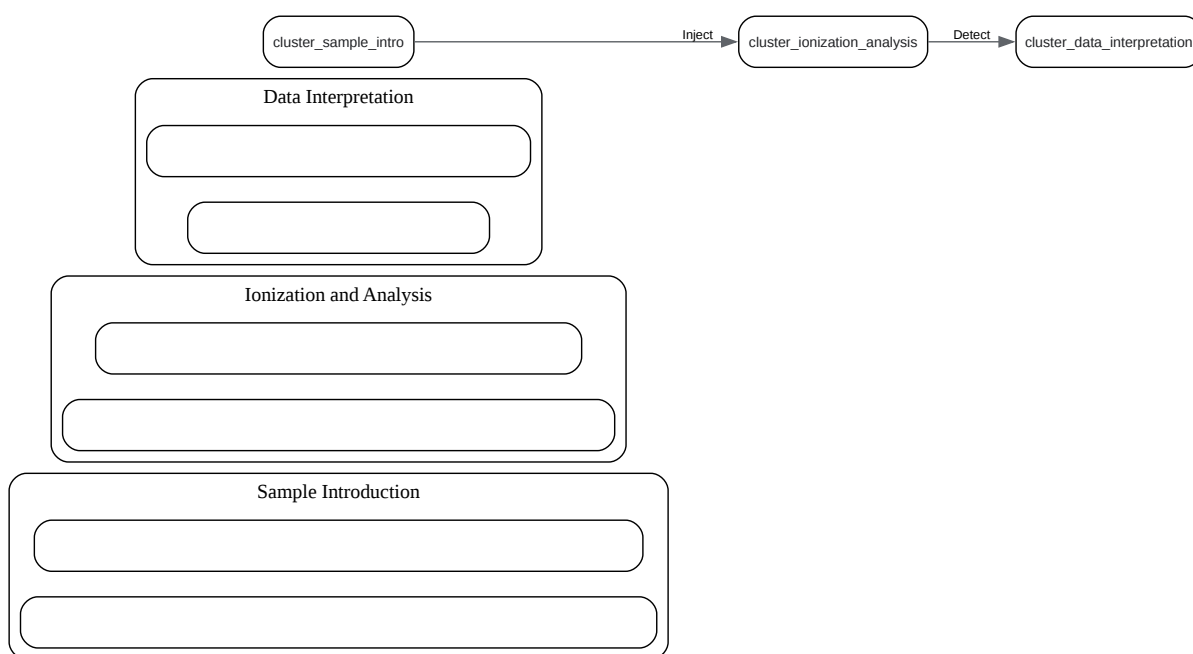 cluster_sample_intro
Inject
cluster_ionization_analysis
Detect
cluster_data_interpretation
Data Interpretation
Ionization and Analysis
Sample Introduction